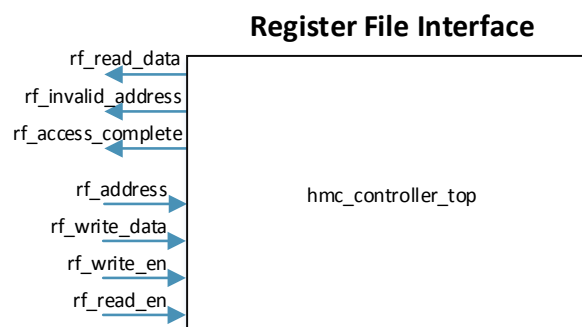 Register File Interface
rf_read_data
rf_invalid_address
rf_access_complete
rf_address
hmc_controller_top
rf_write_data
rf_write_en
rf_read_en